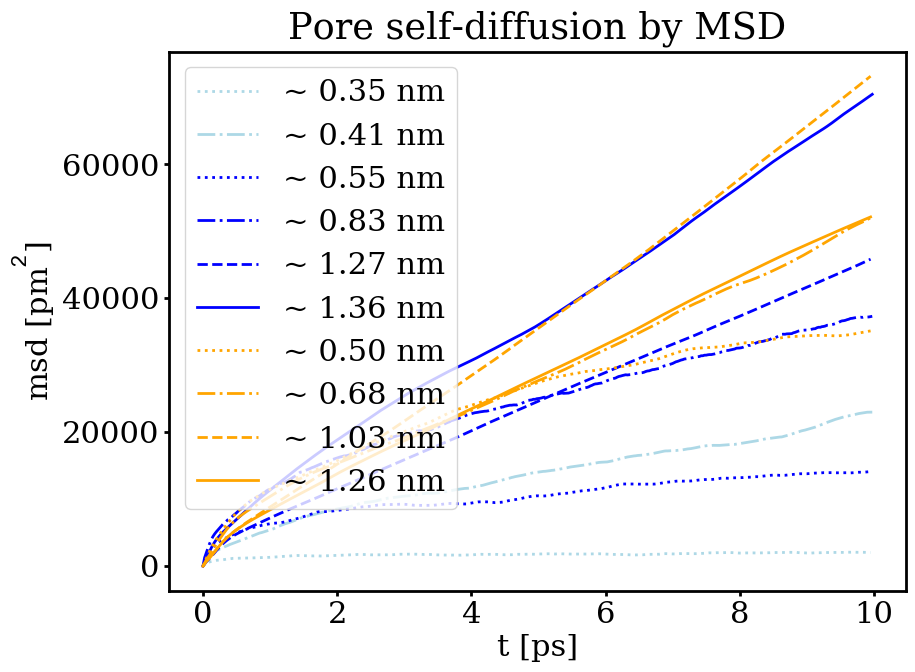 Pore self-diffusion by MSD
msd [pm²]
60000
40000
20000
0
~ 0.35 nm
~ 0.41 nm
~ 0.55 nm
~ 0.83 nm
~ 1.27 nm
~ 1.36 nm
~ 0.50 nm
~ 0.68 nm
~ 1.03 nm
~ 1.26 nm
0 2 4 6 8 10
t [ps]